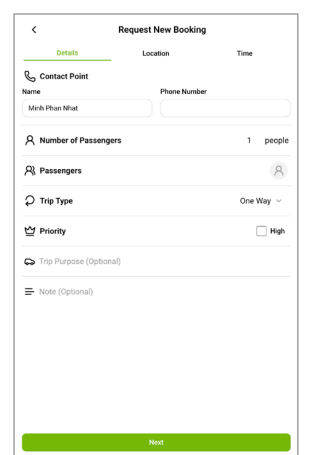 Request New Booking
Details Location Time
Contact Point
Name Phone Number
Minh Phan Nhat
Number of Passengers 1 people
Passengers
Trip Type One Way
Priority High
Trip Purpose (Optional)
Note (Optional)
Next